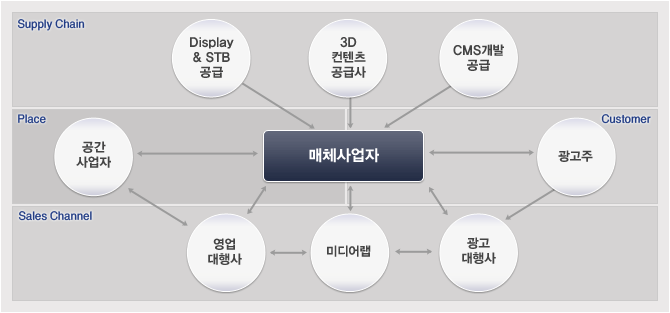 Supply Chain
Display
& STB
공급
3D
컨텐츠
공급사
CMS개발
공급
Place
Customer
공간
사업자
매체사업자
광고주
Sales Channel
영업
대행사
미디어랩
광고
대행사